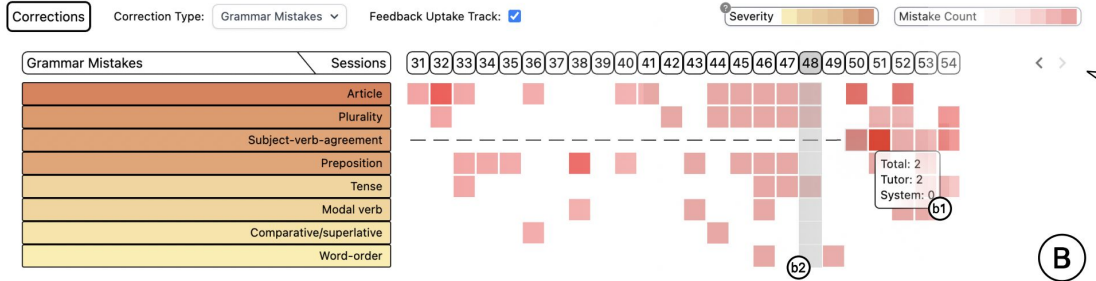 Corrections Correction Type: Grammar Mistakes Feedback Uptake Track: ? Severity Mistake Count
Grammar Mistakes Sessions 31 32 33 34 35 36 37 38 39 40 41 42 43 44 45 46 47 48 49 50 51 52 53 54 < >
Article
Plurality
Subject-verb-agreement
Preposition
Total: 2
Tense
Tutor: 2
System: 0
Modal verb
b1
Comparative/superlative
Word-order
b2
B